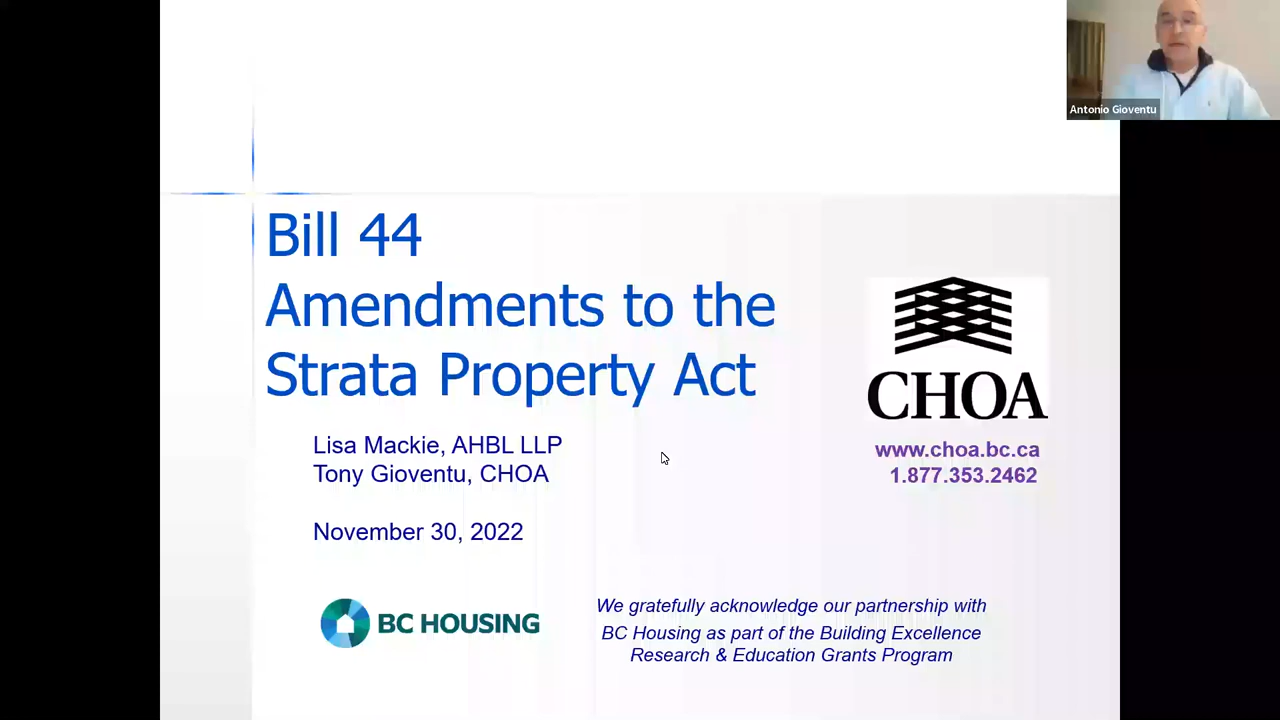 Antonio Gioventu
Bill 44
Amendments to the
Strata Property Act
CHOA
www.choa.bc.ca
1.877.353.2462
Lisa Mackie, AHBL LLP
Tony Gioventu, CHOA
November 30, 2022
BC HOUSING
We gratefully acknowledge our partnership with
BC Housing as part of the Building Excellence
Research & Education Grants Program